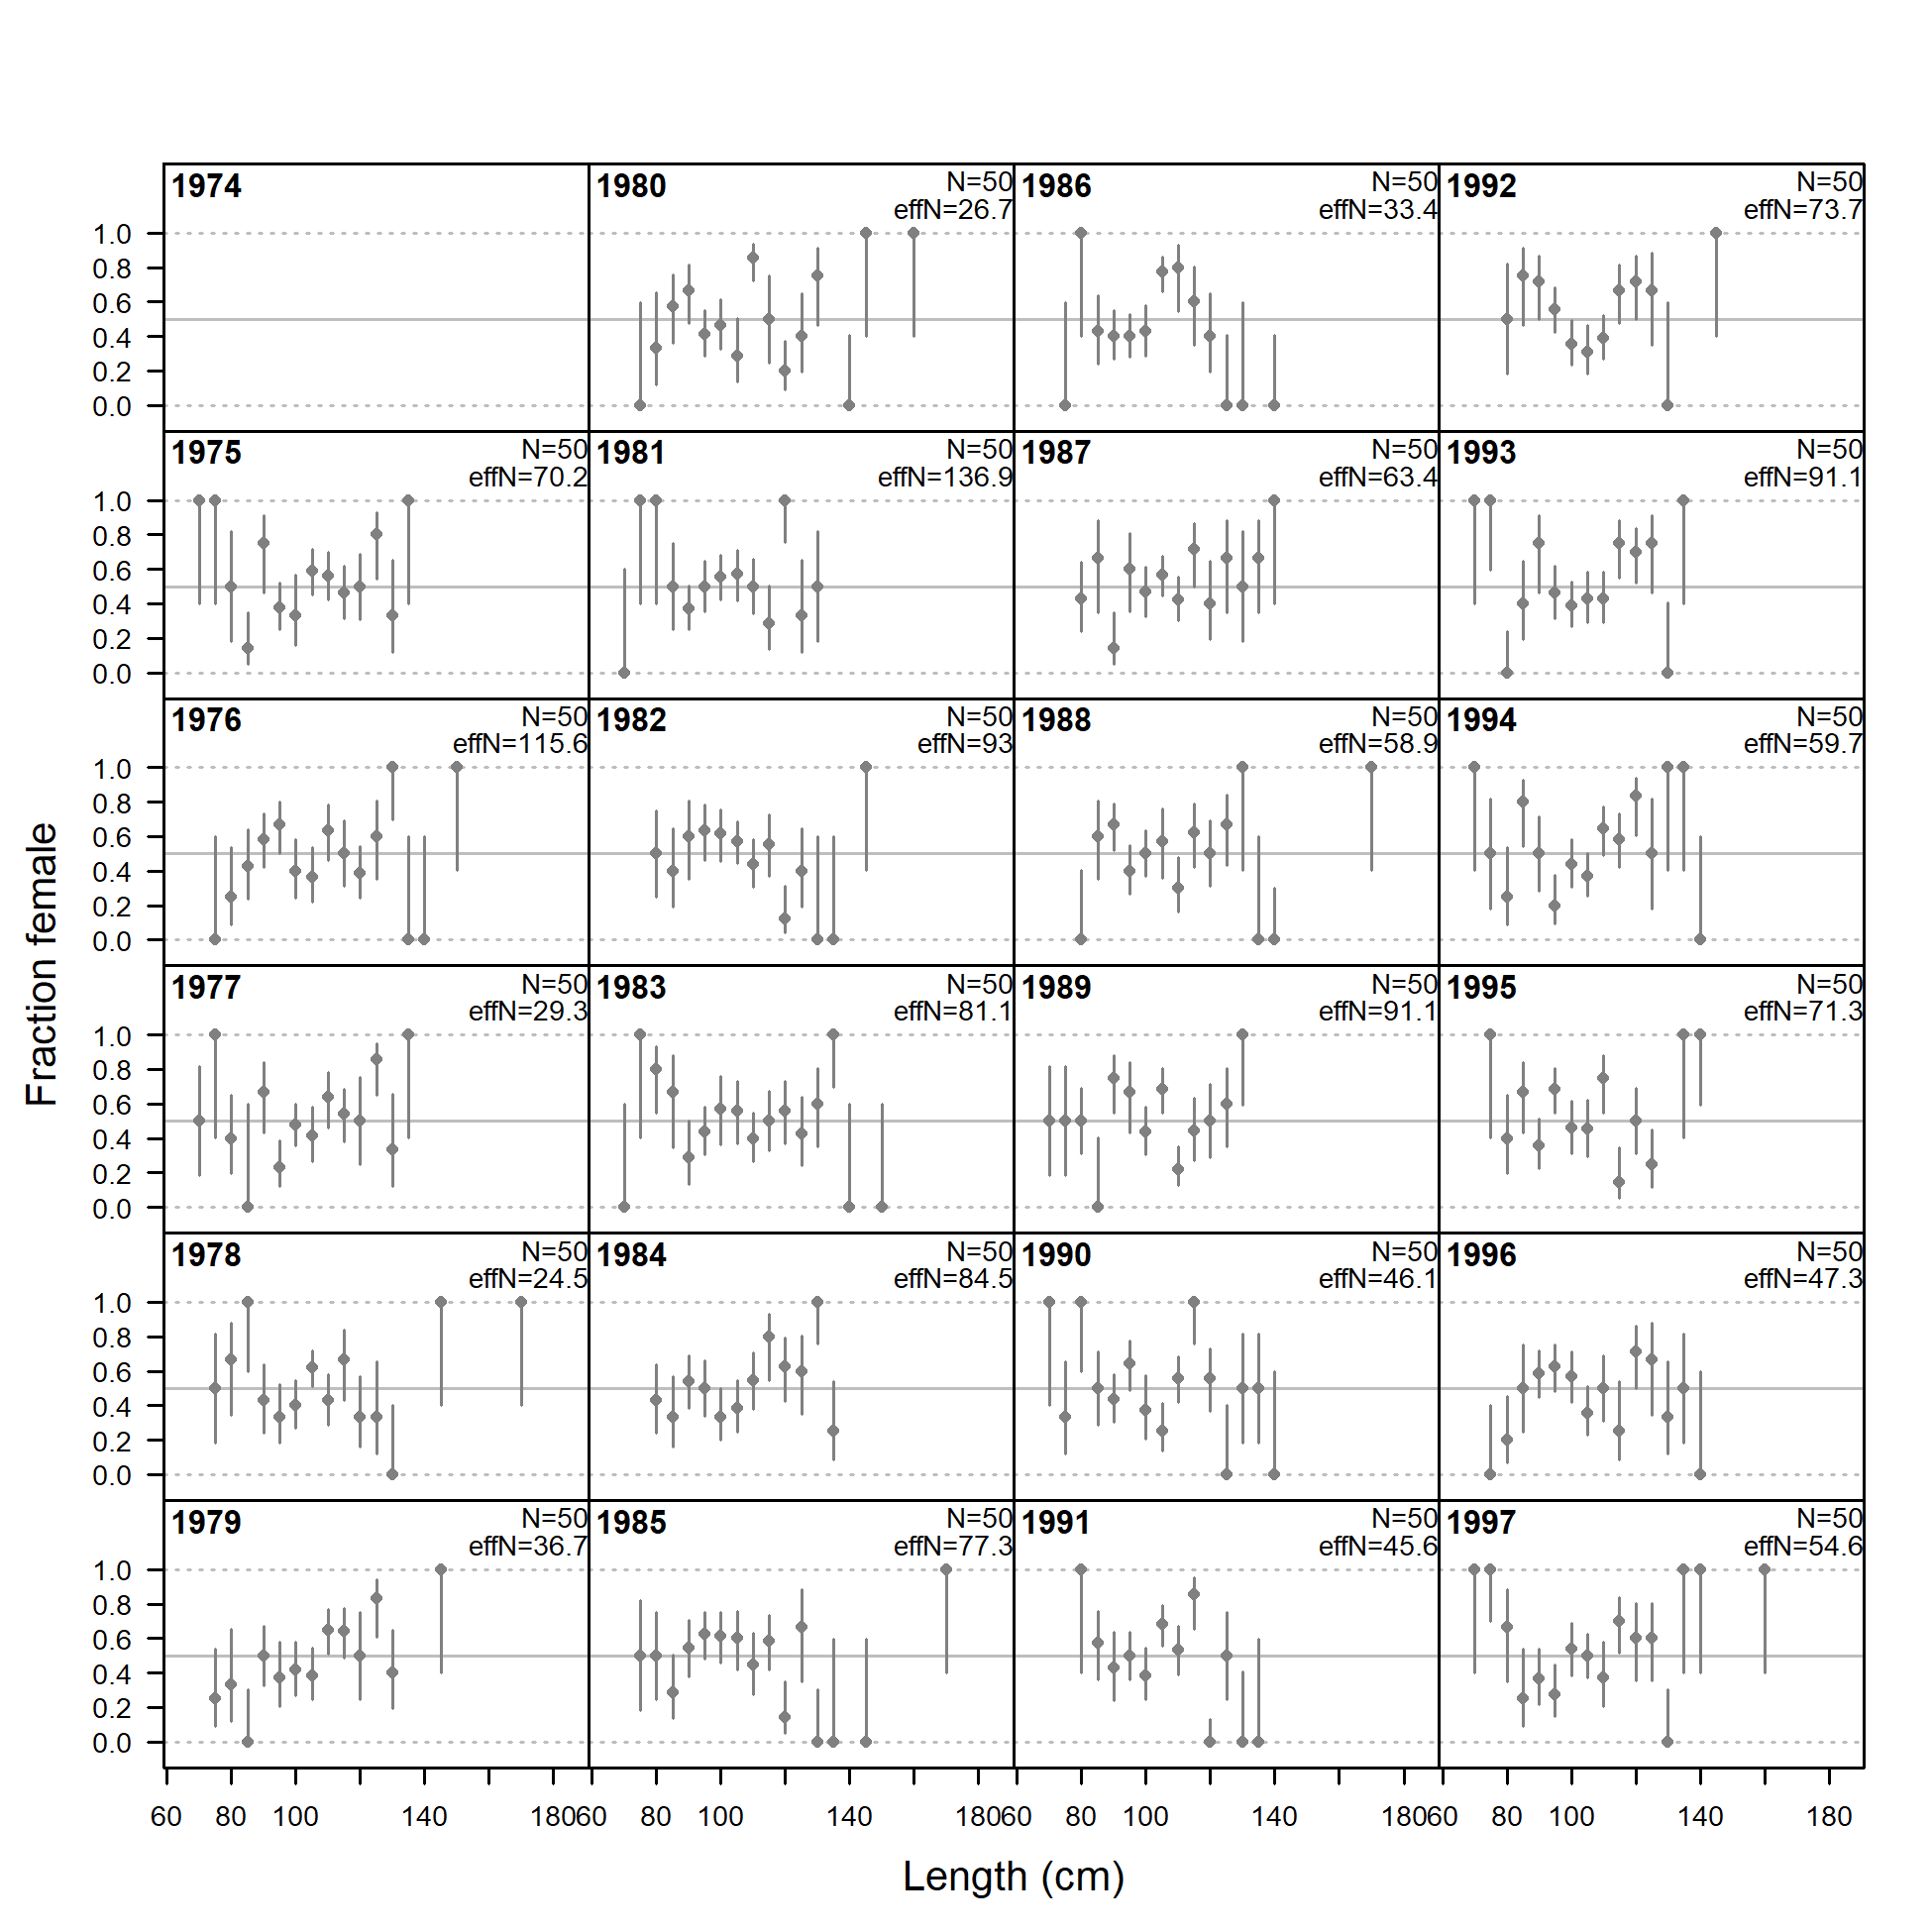 1974
1980
N=50
effN=26.7
1986
N=50
effN=33.4
1992
N=50
effN=73.7
1.0
0.8
0.6
0.4
0.2
0.0
1975
N=50
effN=70.2
1981
N=50
effN=136.9
1987
N=50
effN=63.4
1993
N=50
effN=91.1
1.0
0.8
0.6
0.4
0.2
0.0
1976
N=50
effN=115.6
1982
N=50
effN=93
1988
N=50
effN=58.9
1994
N=50
effN=59.7
1.0
0.8
0.6
0.4
0.2
0.0
1977
N=50
effN=29.3
1983
N=50
effN=81.1
1989
N=50
effN=91.1
1995
N=50
effN=71.3
1.0
0.8
0.6
0.4
0.2
0.0
1978
N=50
effN=24.5
1984
N=50
effN=84.5
1990
N=50
effN=46.1
1996
N=50
effN=47.3
1.0
0.8
0.6
0.4
0.2
0.0
1979
N=50
effN=36.7
1985
N=50
effN=77.3
1991
N=50
effN=45.6
1997
N=50
effN=54.6
1.0
0.8
0.6
0.4
0.2
0.0
60 80 100 140 180
60 80 100 140 180
60 80 100 140 180
60 80 100 140 180
Length (cm)
Fraction female